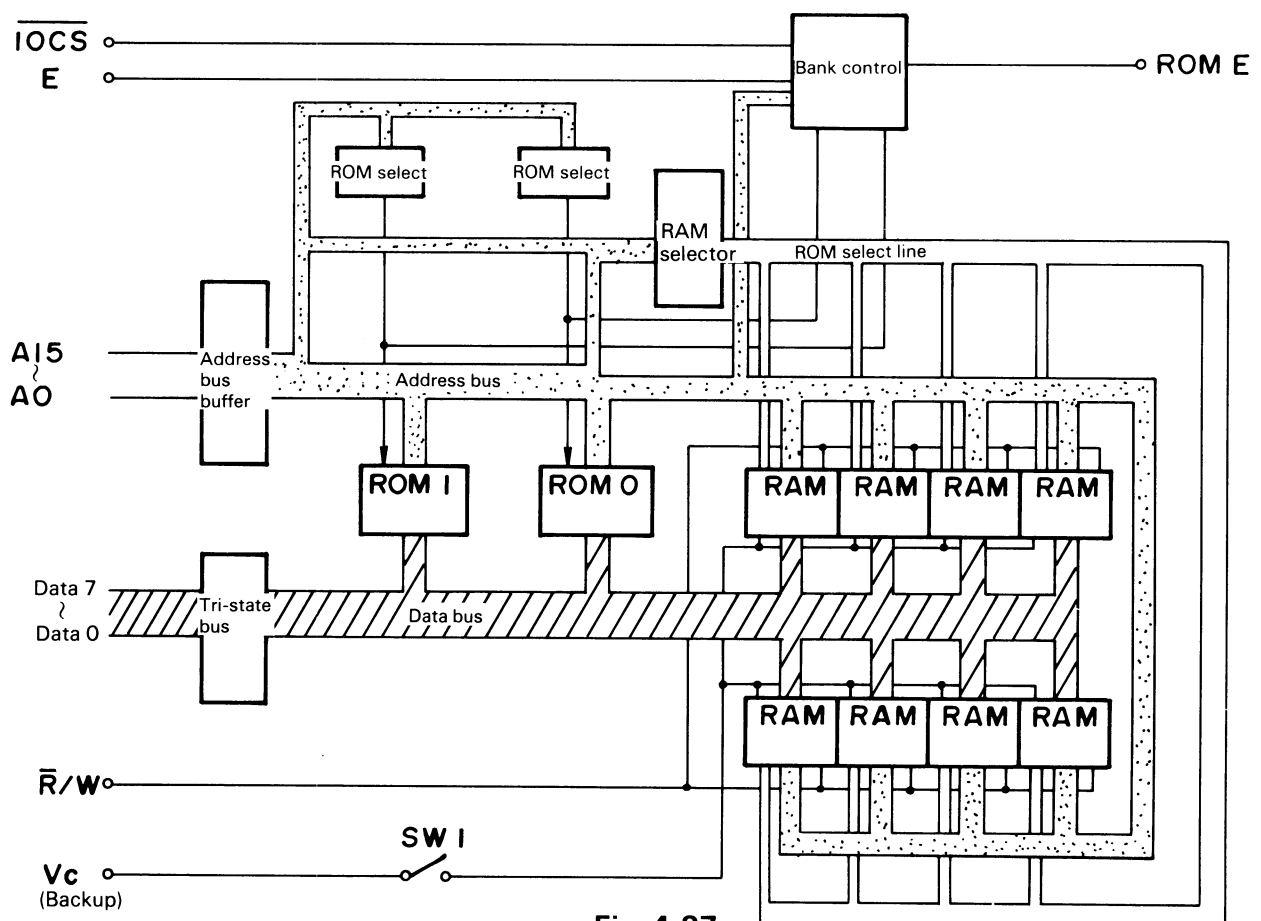 IOCS
E
Bank control
ROM E
ROM select
ROM select
RAM
selector
ROM select line
A15
~
A0
Address
bus
buffer
Address bus
ROM 1
ROM 0
RAM
RAM
RAM
RAM
Data 7
~
Data 0
Tri-state
bus
Data bus
RAM
RAM
RAM
RAM
R̅/W
SW 1
Vc
(Backup)